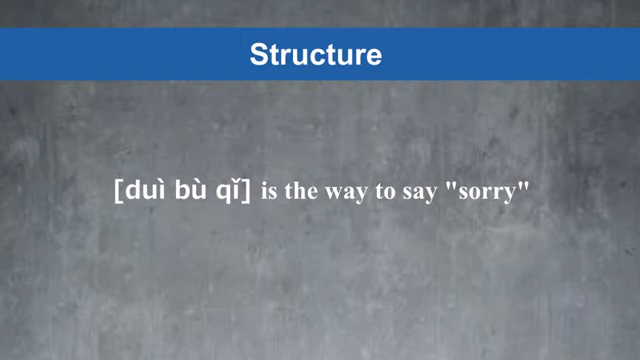 Structure
[duì bù qǐ] is the way to say "sorry"